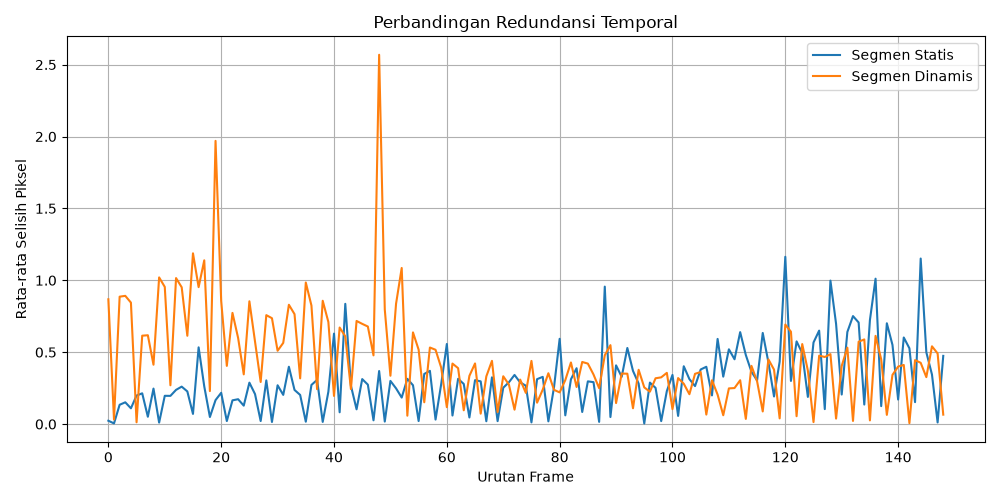 Perbandingan Redundansi Temporal
Segmen Statis
Segmen Dinamis
Rata-rata Selisih Piksel
2.5
2.0
1.5
1.0
0.5
0.0
0 20 40 60 80 100 120 140
Urutan Frame